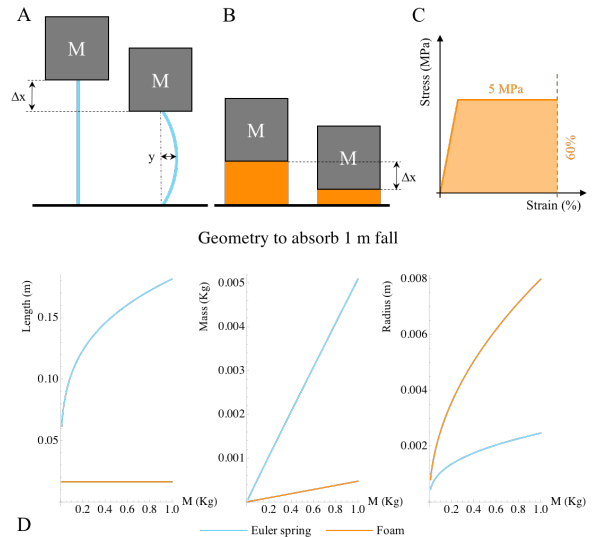 A
B
C
M
M
Δx
y
M
M
Δx
Stress (MPa)
5 MPa
60%
Strain (%)
Geometry to absorb 1 m fall
Length (m)
0.15
0.10
0.05
0.2 0.4 0.6 0.8 1.0
M (Kg)
Mass (Kg)
0.005
0.004
0.003
0.002
0.001
0.2 0.4 0.6 0.8 1.0
M (Kg)
Radius (m)
0.008
0.006
0.004
0.002
0.2 0.4 0.6 0.8 1.0
M (Kg)
D
Euler spring
Foam